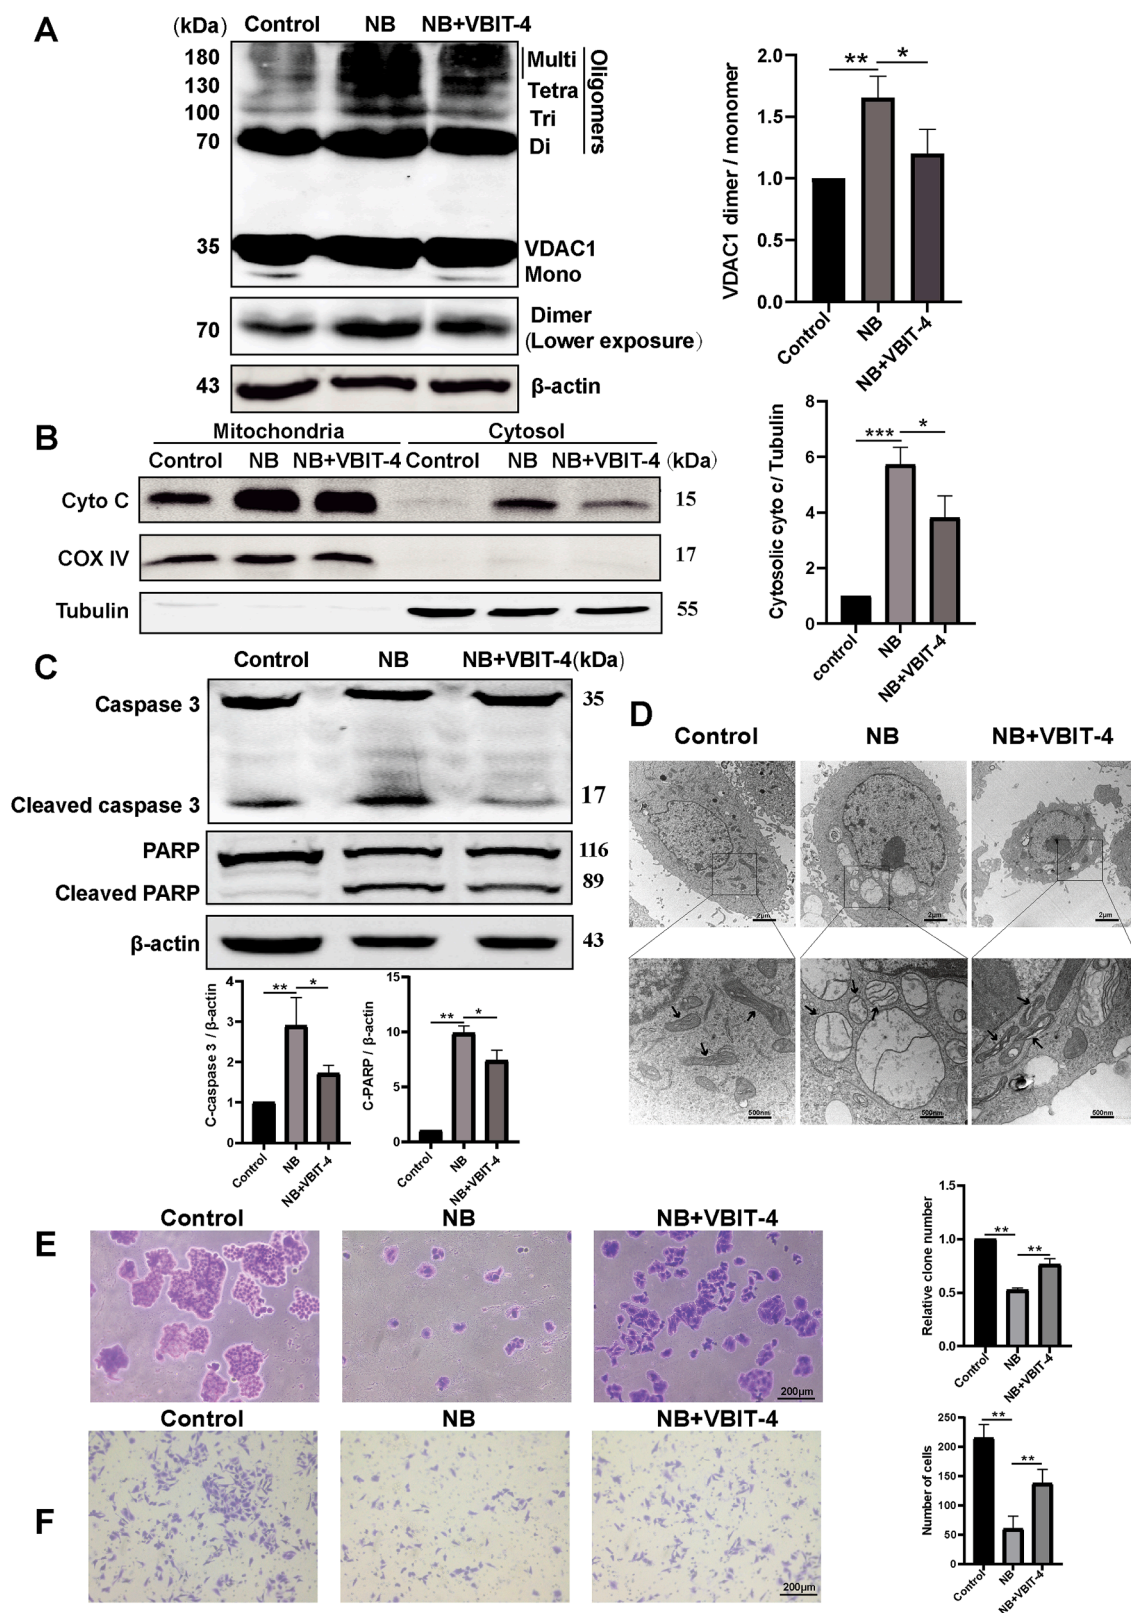 A
(kDa) Control NB NB+VBIT-4
180
130
100
70
35
70
43
Multi
Tetra
Tri
Di
Oligomers
VDAC1
Mono
Dimer
(Lower exposure)
β-actin
VDAC1 dimer / monomer
2.0
1.5
1.0
0.5
0.0
** *
Control NB NB+VBIT-4
B
Mitochondria Cytosol
Control NB NB+VBIT-4 Control NB NB+VBIT-4 (kDa)
Cyto C 15
COX IV 17
Tubulin 55
Cytosolic cyto c/ Tubulin
8
6
4
2
0
*** *
control NB NB+VBIT-4
C
Control NB NB+VBIT-4 (kDa)
Caspase 3 35
Cleaved caspase 3 17
PARP 116
Cleaved PARP 89
β-actin 43
C-caspase 3 / β-actin
4
3
2
1
0
** *
Control NB NB+VBIT-4
C-PARP / β-actin
15
10
5
0
** *
Control NB NB+VBIT-4
D
Control NB NB+VBIT-4
2μm 2μm 2μm
500nm 500nm 500nm
E
Control NB NB+VBIT-4
200μm
Relative clone number
1.5
1.0
0.5
0.0
** **
Control NB NB+VBIT-4
F
Control NB NB+VBIT-4
200μm
Number of cells
250
200
150
100
50
0
** **
Control NB NB+VBIT-4